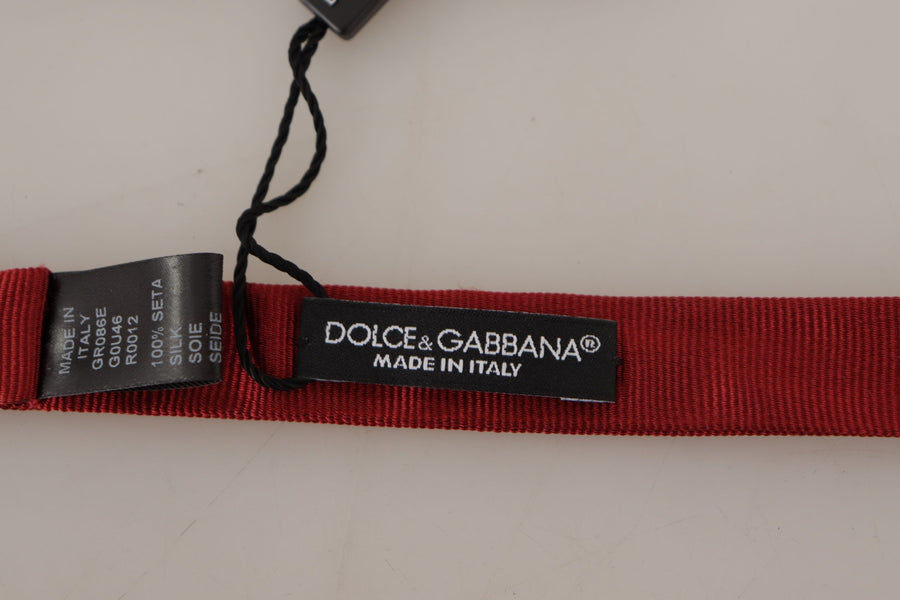 MADE IN
ITALY
GR086E
G0U46
R0012
100% SETA
SILK
SOIE
SEIDE
DOLCE&GABBANA®
MADE IN ITALY